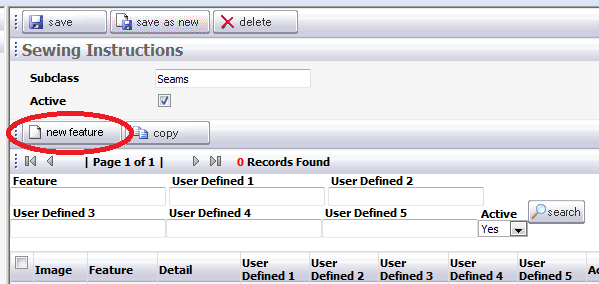 save save as new delete
Sewing Instructions
Subclass Seams
Active
new feature copy
| Page 1 of 1 | 0 Records Found
Feature User Defined 1 User Defined 2
User Defined 3 User Defined 4 User Defined 5 Active search
Yes
Image Feature Detail User Defined 1 User Defined 2 User Defined 3 User Defined 4 User Defined 5